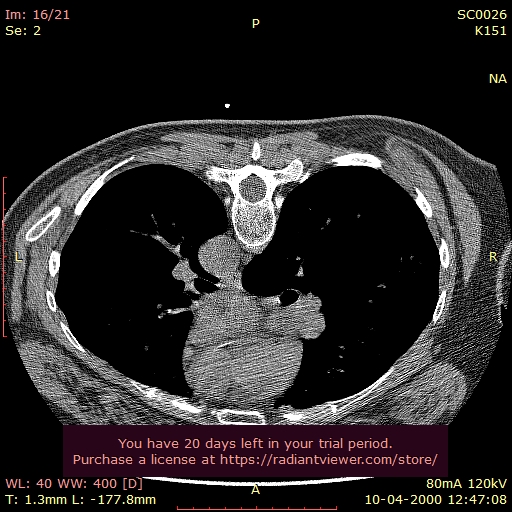 Im: 16/21
Se: 2
P
SC0026
K151
NA
L
R
You have 20 days left in your trial period.
Purchase a license at https://radiantviewer.com/store/
WL: 40 WW: 400 [D]
T: 1.3mm L: -177.8mm
A
80mA 120kV
10-04-2000 12:47:08